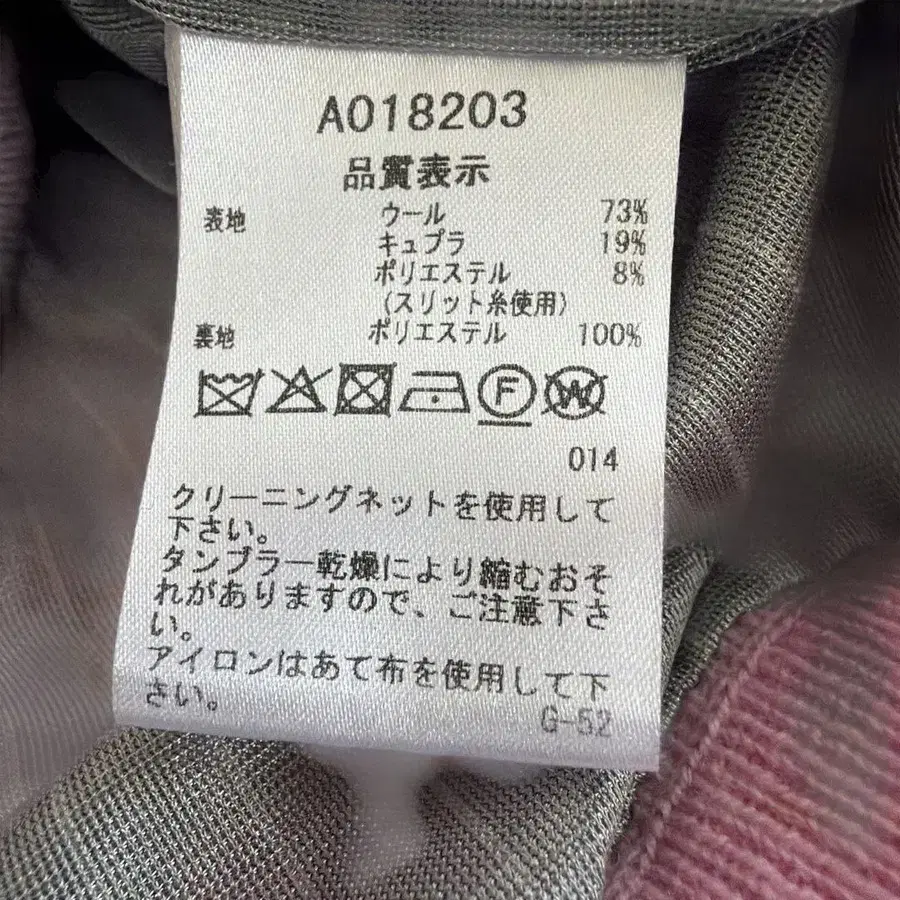 A018203
品質表示
表地 ウール 73%
キュプラ 19%
ポリエステル 8%
(スリット糸使用)
裏地 ポリエステル 100%
F W
014
クリーニングネットを使用して
下さい。
タンブラー乾燥により縮むおそ
れがありますので、ご注意下さ
い。
アイロンはあて布を使用して下
さい。
G-52